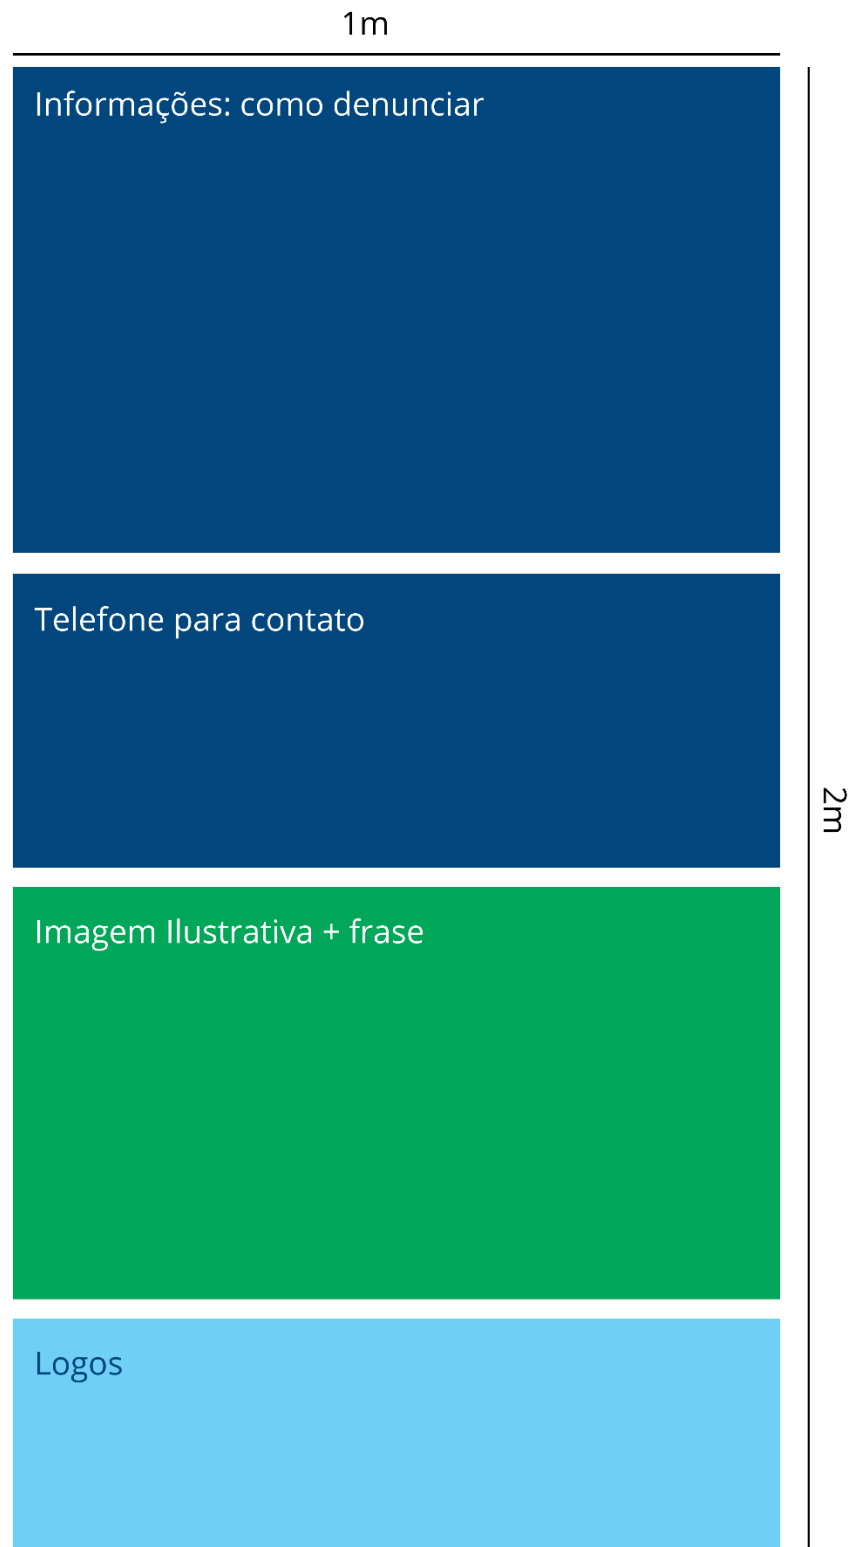 1m
Informações: como denunciar
Telefone para contato
2m
Imagem Ilustrativa + frase
Logos